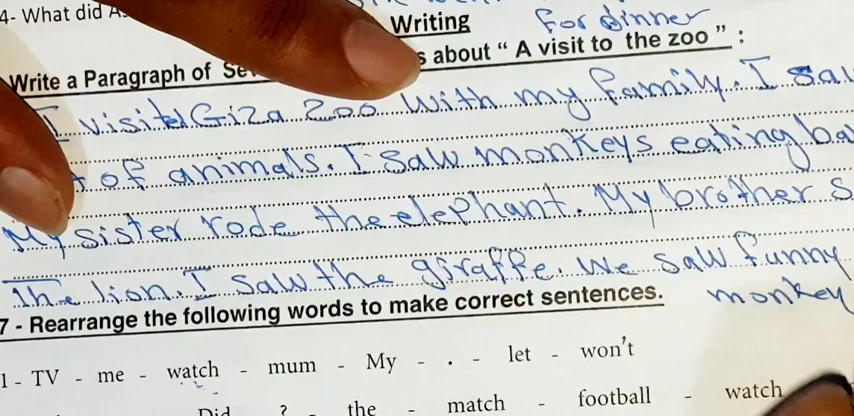 4- What did
for dinner
Writing
Write a Paragraph of about “ A visit to the zoo ” :
I visited Giza Zoo with my family. I
of animals. I saw monkeys eating
My sister rode the elephant. My brother
The lion. I saw the giraffe. We saw funny
monkey
7 - Rearrange the following words to make correct sentences.
1 - TV - me - watch - mum - My - . - let - won't
Did - ? - the - match - football - watch